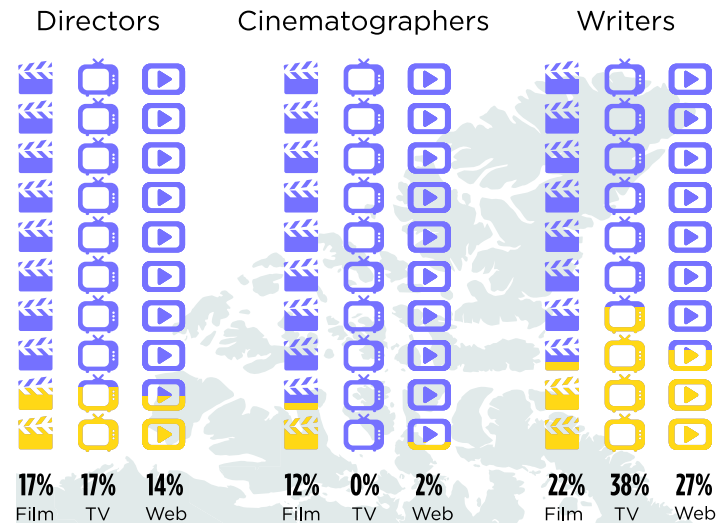 Directors Cinematographers Writers
17% 17% 14% 12% 0% 2% 22% 38% 27%
Film TV Web Film TV Web Film TV Web